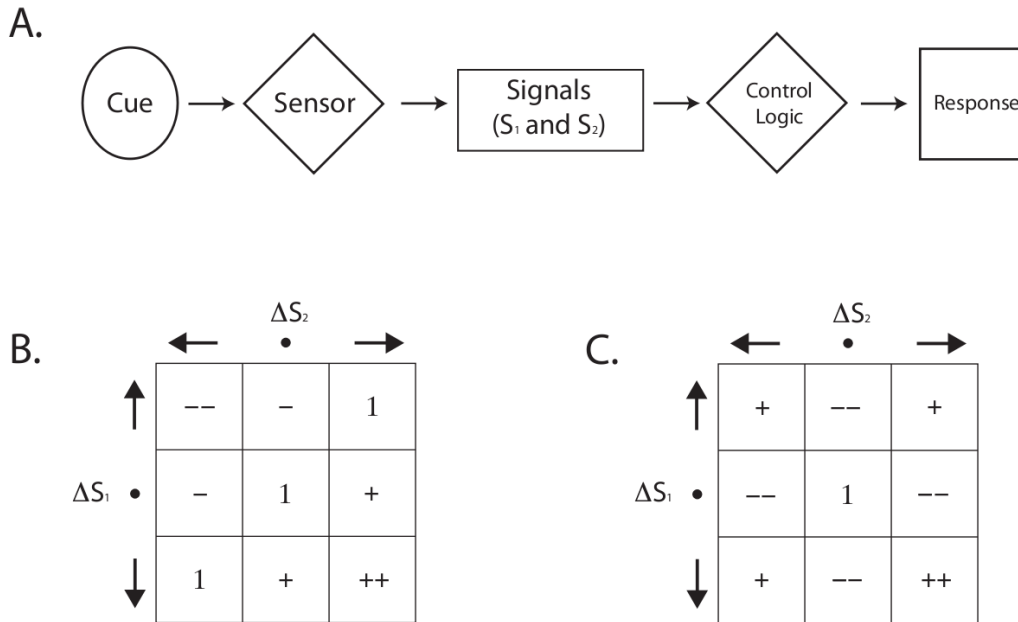 A.
Cue
Sensor
Signals
(S₁ and S₂)
Control
Logic
Response
B.
ΔS₂
ΔS₁
-- - 1
- 1 +
1 + ++
C.
ΔS₂
ΔS₁
+ -- +
-- 1 --
+ -- ++